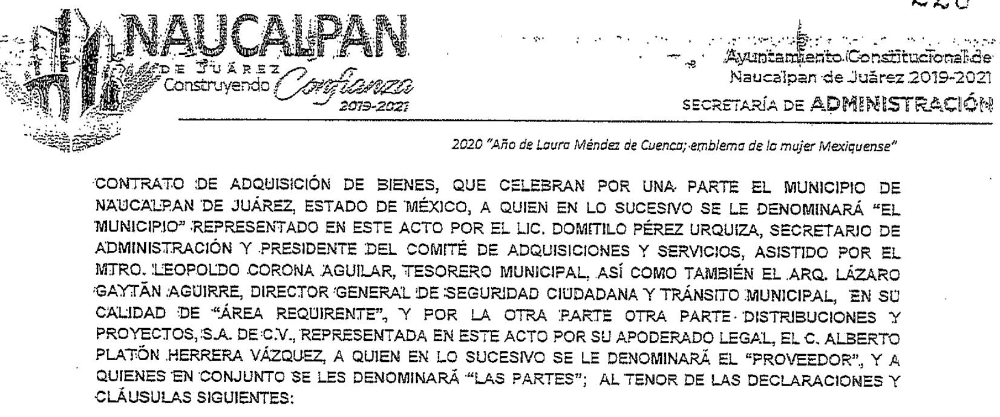 NAUCALPAN
DE JUÁREZ
Construyendo Confianza
2019-2021
Ayuntamiento Constitucional de
Naucalpan de Juárez 2019-2021
SECRETARÍA DE ADMINISTRACIÓN
2020 "Año de Laura Méndez de Cuenca; emblema de la mujer Mexiquense"
CONTRATO DE ADQUISICIÓN DE BIENES, QUE CELEBRAN POR UNA PARTE EL MUNICIPIO DE
NAUCALPAN DE JUÁREZ, ESTADO DE MÉXICO, A QUIEN EN LO SUCESIVO SE LE DENOMINARÁ "EL
MUNICIPIO" REPRESENTADO EN ESTE ACTO POR EL LIC. DOMITILO PÉREZ URQUIZA, SECRETARIO DE
ADMINISTRACIÓN Y PRESIDENTE DEL COMITÉ DE ADQUISICIONES Y SERVICIOS, ASISTIDO POR EL
MTRO. LEOPOLDO CORONA AGUILAR, TESORERO MUNICIPAL, ASÍ COMO TAMBIÉN EL ARQ. LÁZARO
GAYTÁN AGUIRRE, DIRECTOR GENERAL DE SEGURIDAD CIUDADANA Y TRÁNSITO MUNICIPAL, EN SU
CALIDAD DE "ÁREA REQUIRENTE", Y POR LA OTRA PARTE OTRA PARTE DISTRIBUCIONES Y
PROYECTOS, S.A. DE C.V., REPRESENTADA EN ESTE ACTO POR SU APODERADO LEGAL, EL C. ALBERTO
PLATÓN HERRERA VÁZQUEZ, A QUIEN EN LO SUCESIVO SE LE DENOMINARÁ EL "PROVEEDOR", Y A
QUIENES EN CONJUNTO SE LES DENOMINARÁ "LAS PARTES"; AL TENOR DE LAS DECLARACIONES Y
CLÁUSULAS SIGUIENTES: